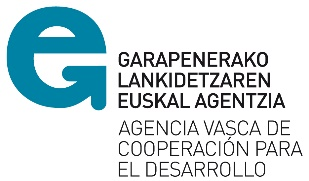 GARAPENERAKO
LANKIDETZAREN
EUSKAL AGENTZIA
AGENCIA VASCA DE
COOPERACIÓN PARA
EL DESARROLLO